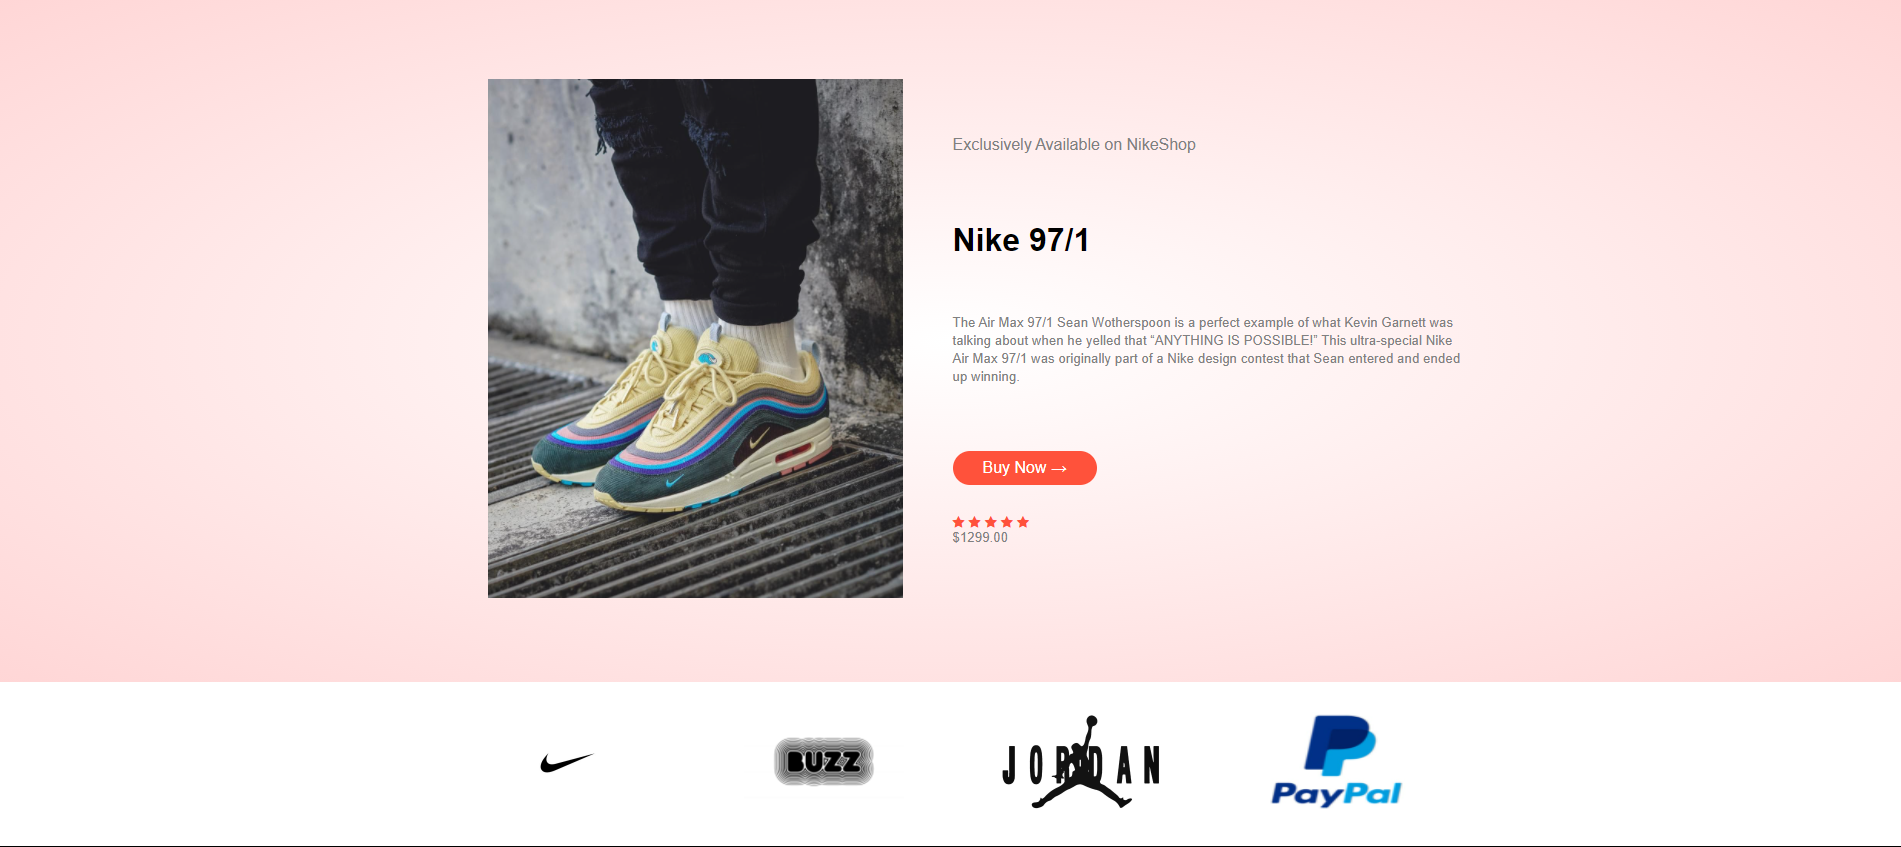 Exclusively Available on NikeShop
Nike 97/1
The Air Max 97/1 Sean Wotherspoon is a perfect example of what Kevin Garnett was
talking about when he yelled that “ANYTHING IS POSSIBLE!” This ultra-special Nike
Air Max 97/1 was originally part of a Nike design contest that Sean entered and ended
up winning.
Buy Now →
$1299.00
BUZZ
JORDAN
PayPal